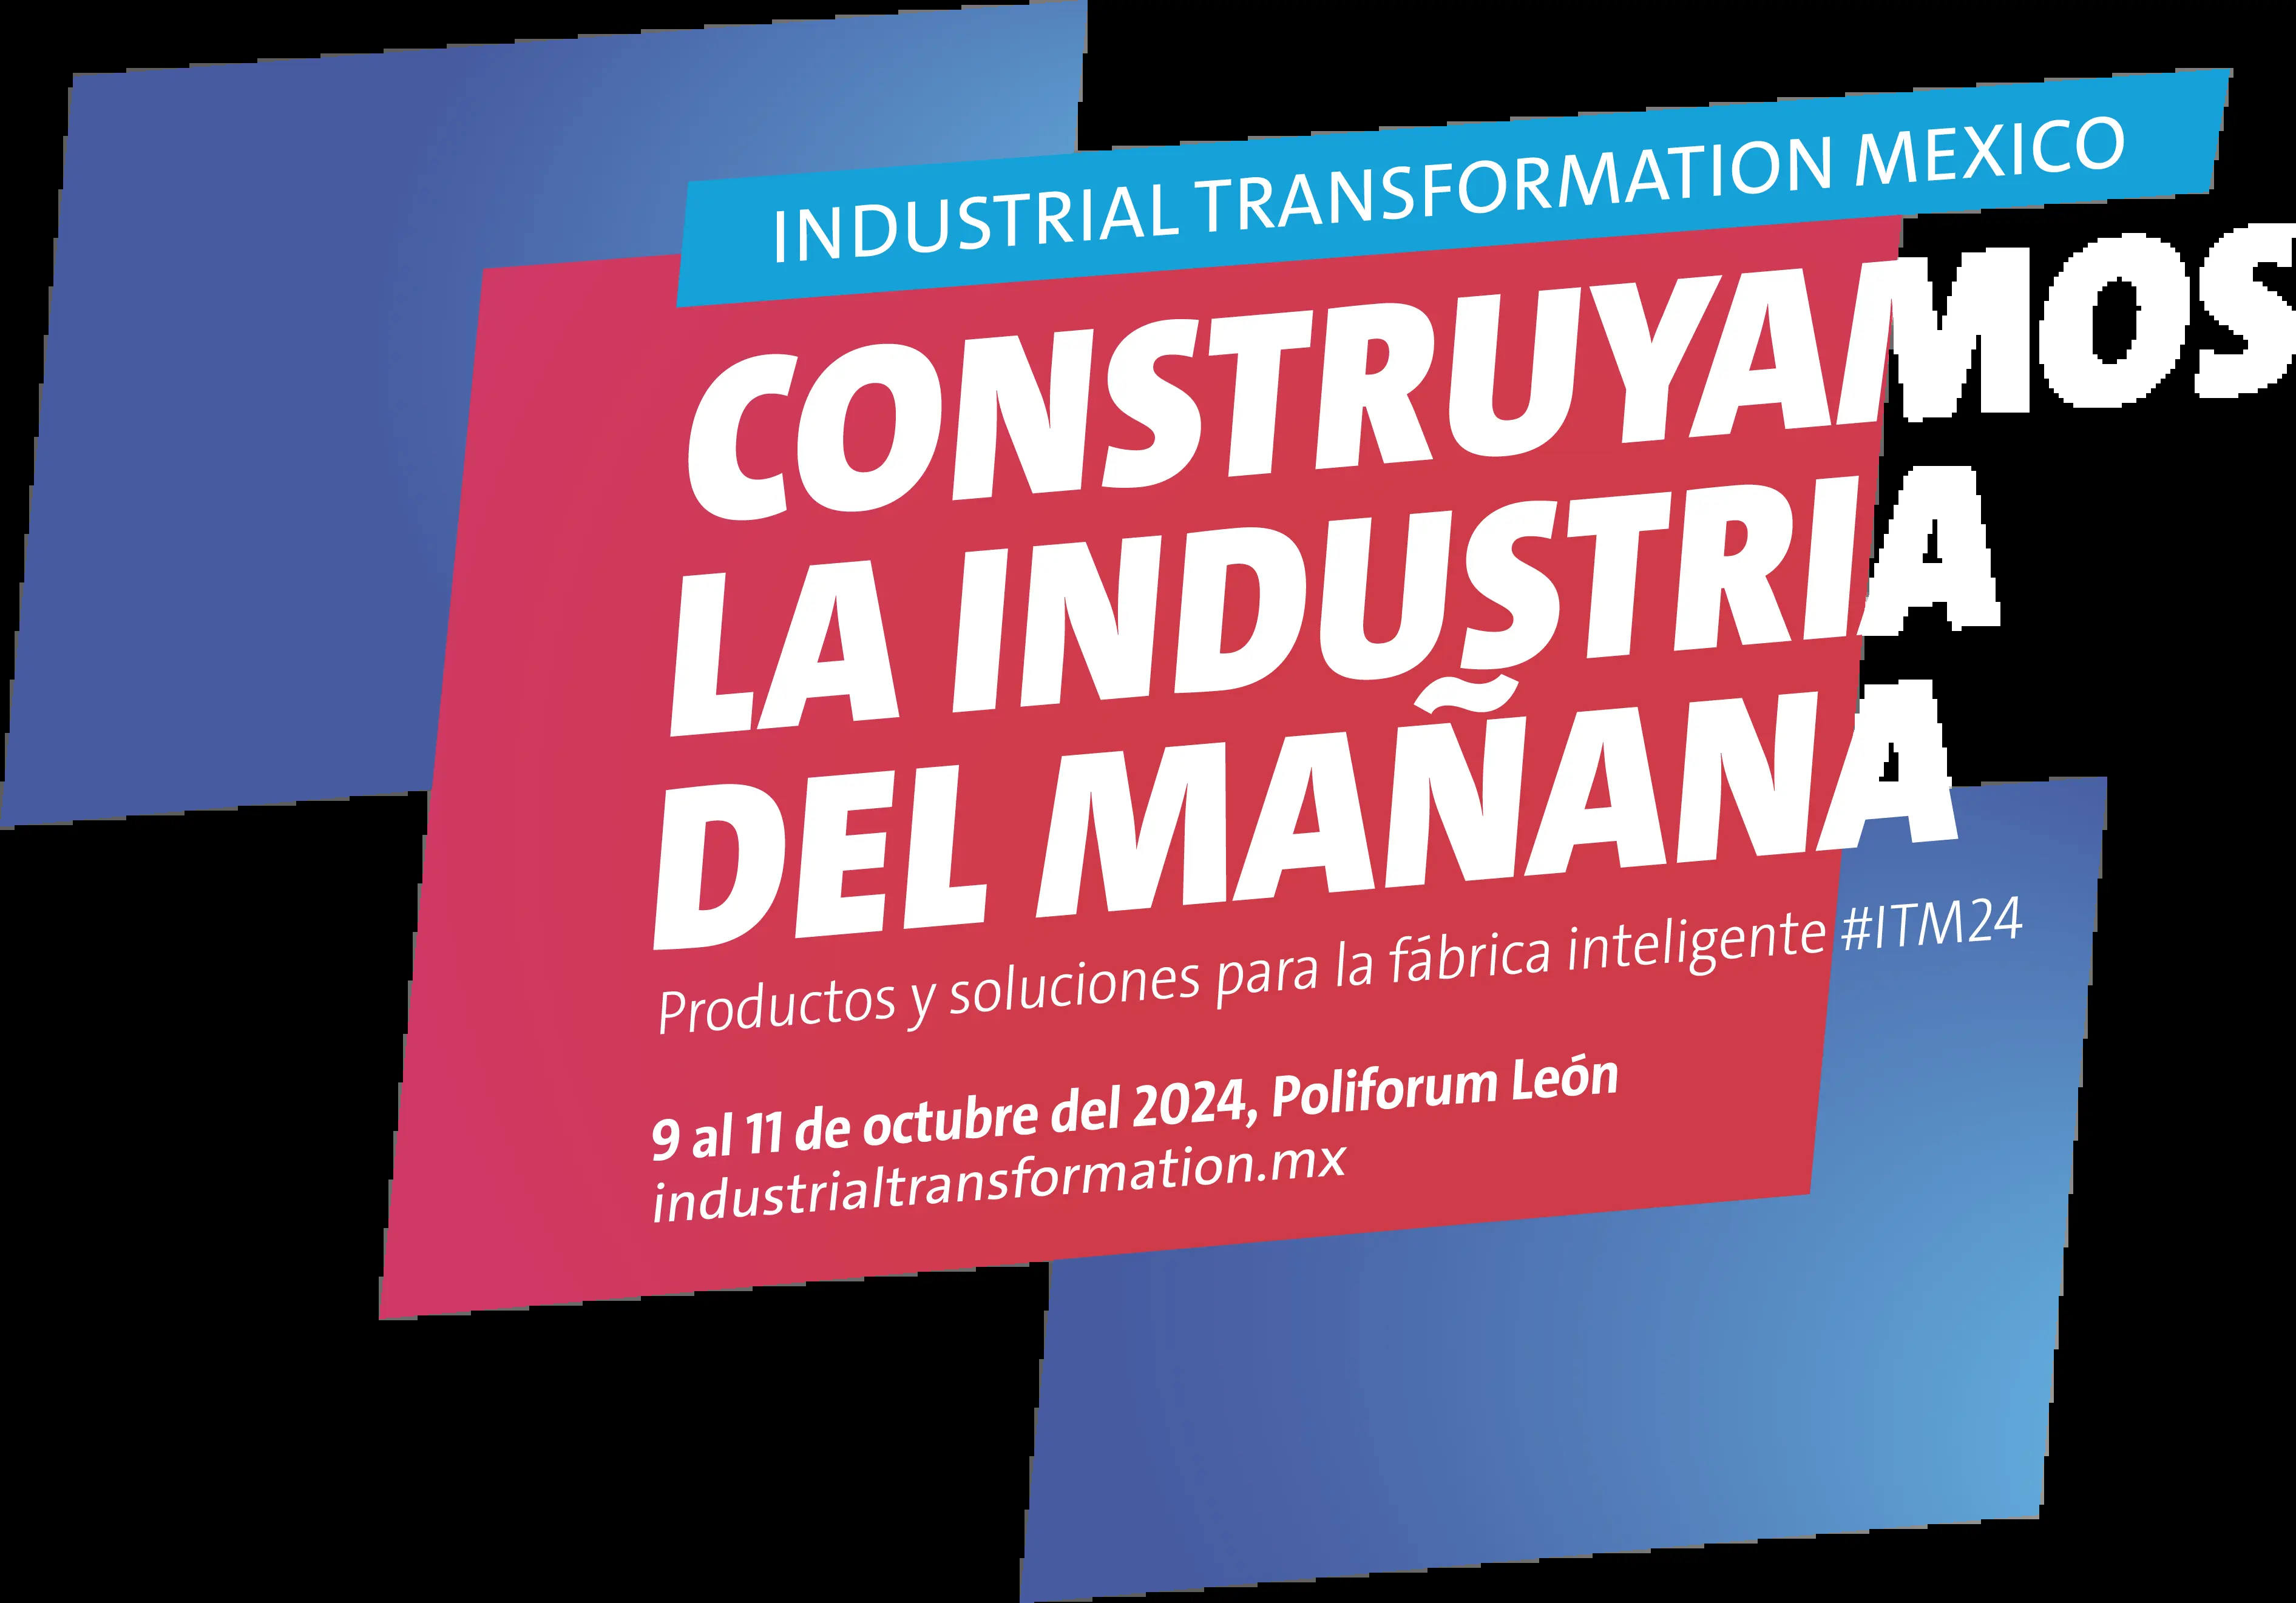 INDUSTRIAL TRANSFORMATION MEXICO
CONSTRUYAMOS
LA INDUSTRIA
DEL MAÑANA
Productos y soluciones para la fábrica inteligente #ITM24
9 al 11 de octubre del 2024, Poliforum León
industrialtransformation.mx